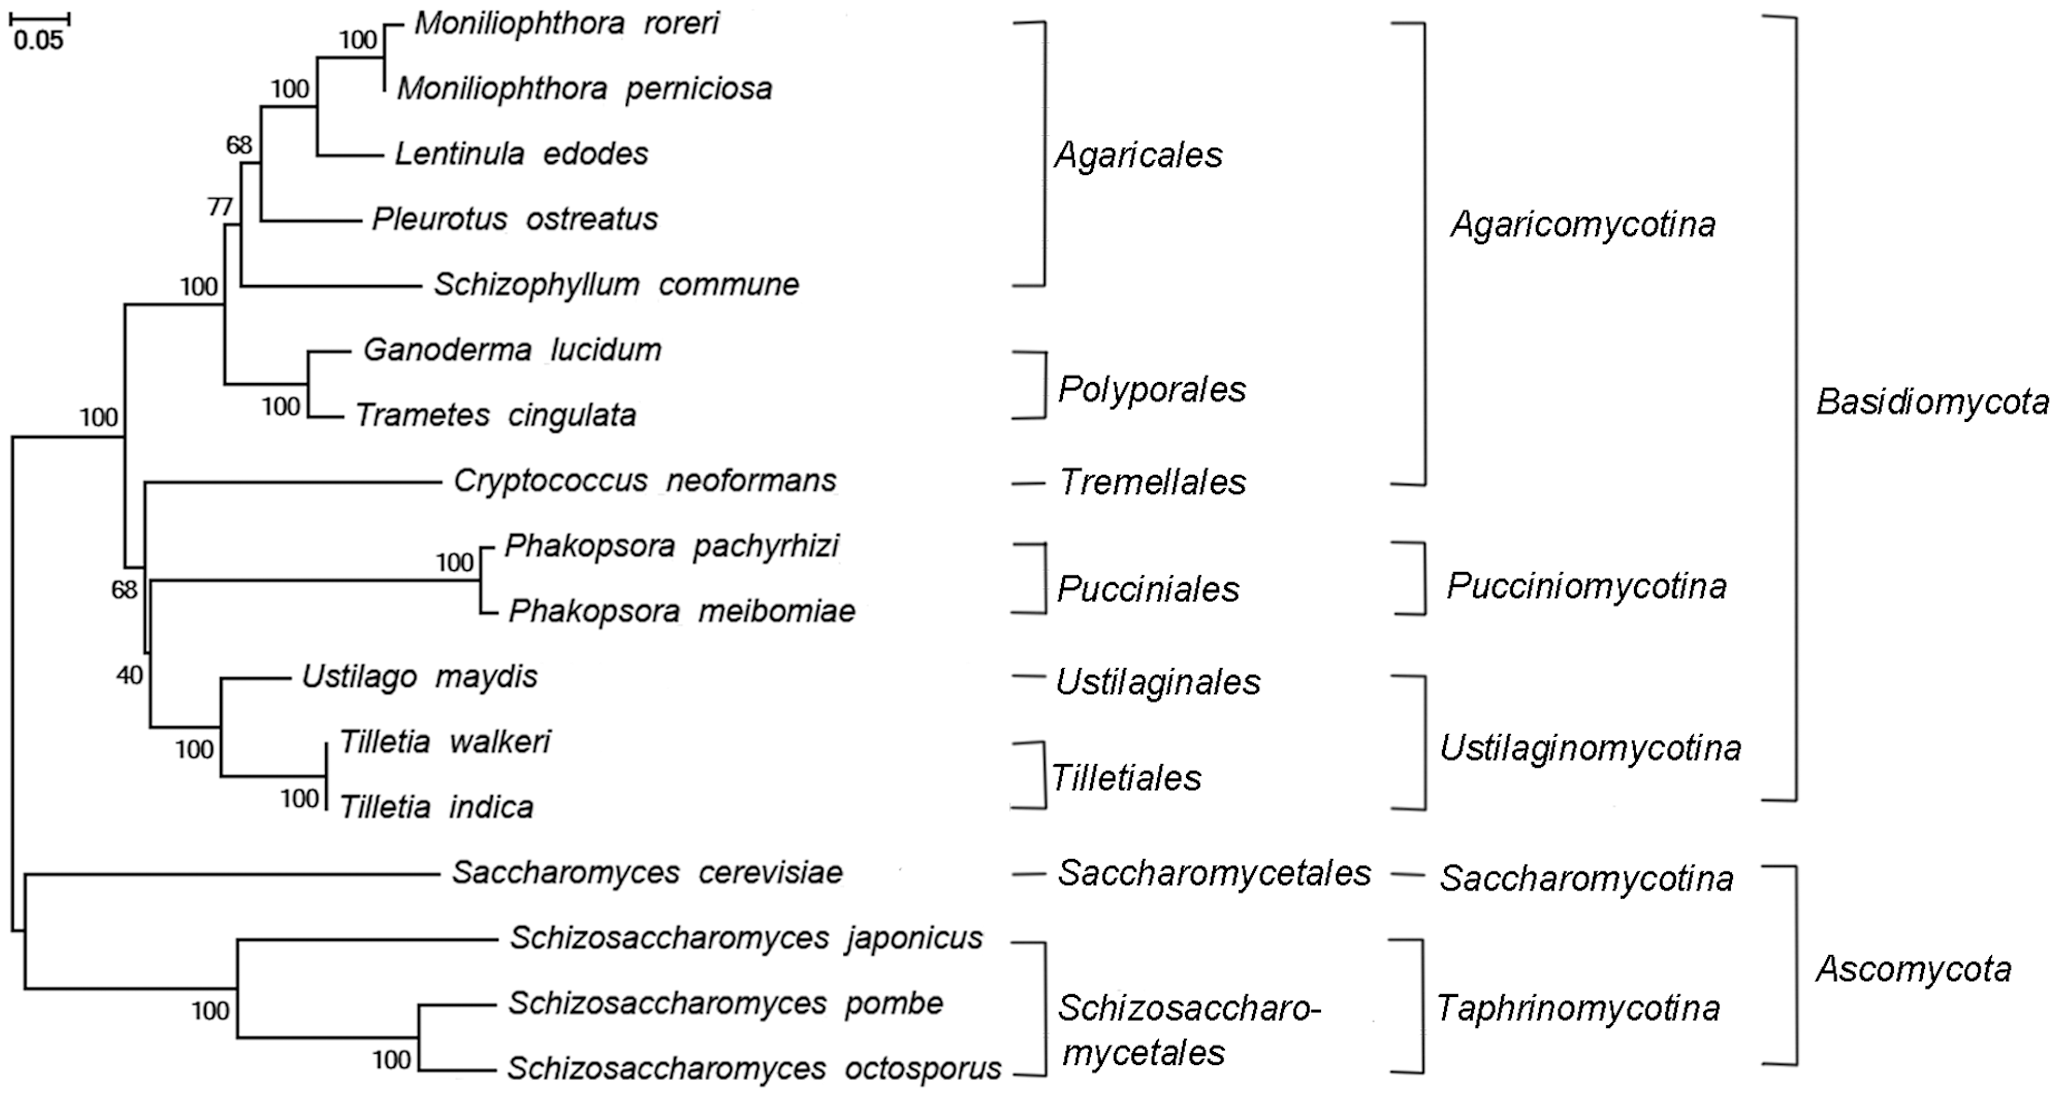 0.05
100
Moniliophthora roreri
Moniliophthora perniciosa
100
Lentinula edodes
68
Pleurotus ostreatus
77
Schizophyllum commune
100
Ganoderma lucidum
100
Trametes cingulata
100
Cryptococcus neoformans
68
100
Phakopsora pachyrhizi
Phakopsora meibomiae
40
Ustilago maydis
100
Tilletia walkeri
100
Tilletia indica
Saccharomyces cerevisiae
Schizosaccharomyces japonicus
100
Schizosaccharomyces pombe
100
Schizosaccharomyces octosporus
Agaricales
Polyporales
Tremellales
Pucciniales
Ustilaginales
Tilletiales
Saccharomycetales
Schizosaccharo-
mycetales
Agaricomycotina
Pucciniomycotina
Ustilaginomycotina
Saccharomycotina
Taphrinomycotina
Basidiomycota
Ascomycota